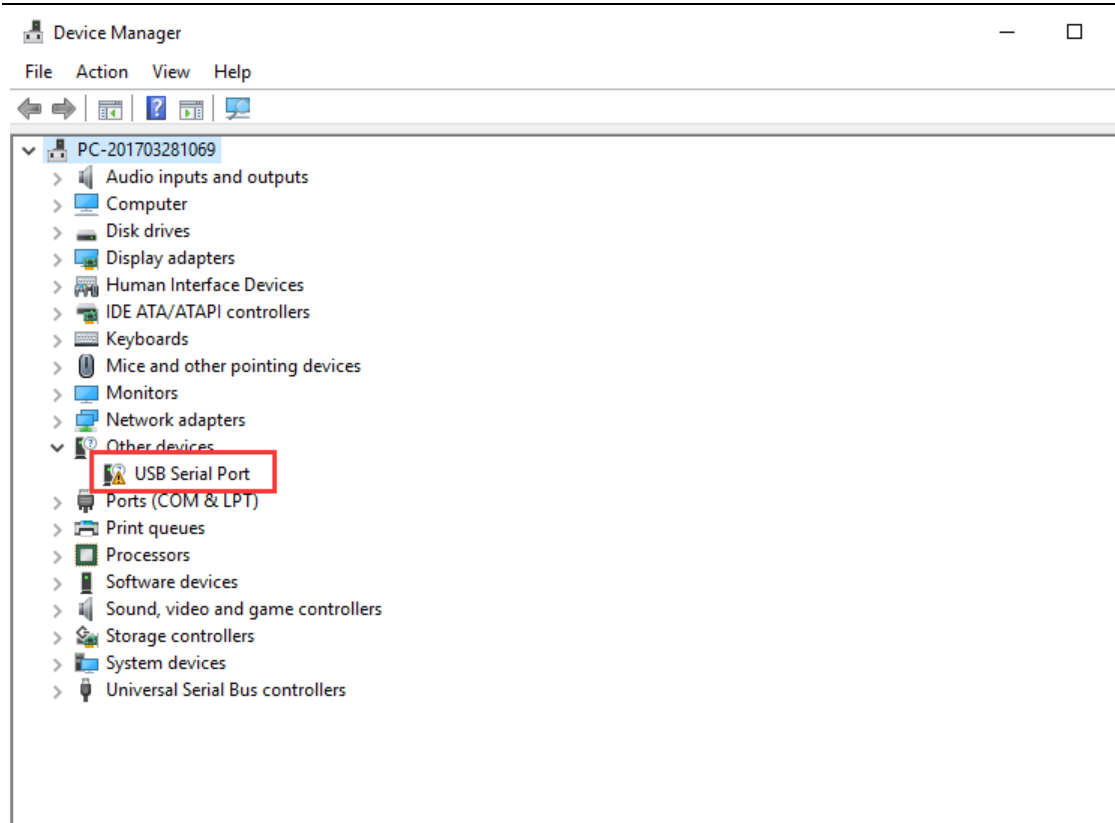 Device Manager
File Action View Help
PC-201703281069
Audio inputs and outputs
Computer
Disk drives
Display adapters
Human Interface Devices
IDE ATA/ATAPI controllers
Keyboards
Mice and other pointing devices
Monitors
Network adapters
Other devices
USB Serial Port
Ports (COM & LPT)
Print queues
Processors
Software devices
Sound, video and game controllers
Storage controllers
System devices
Universal Serial Bus controllers